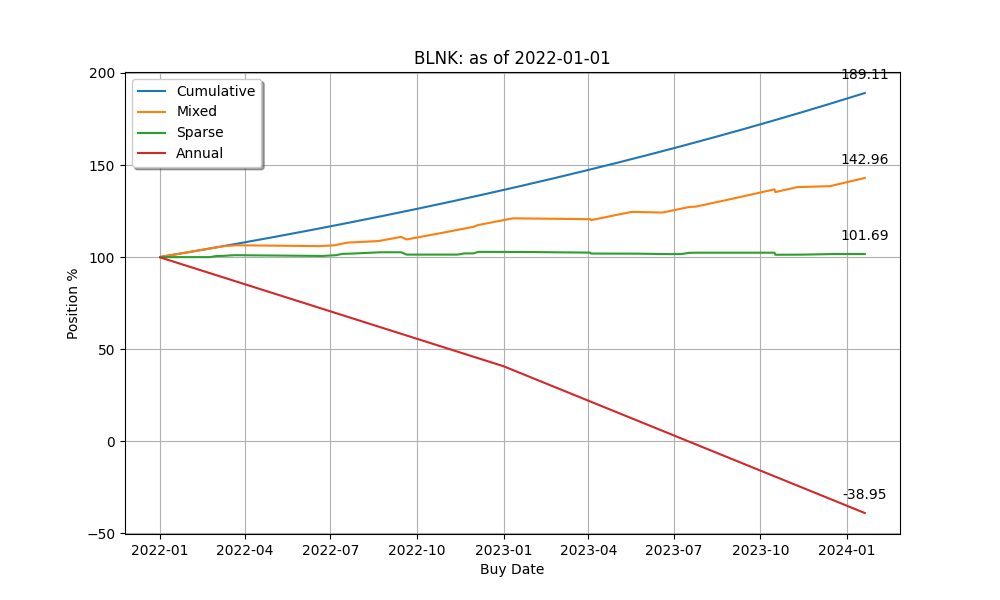 BLNK: as of 2022-01-01
200
150
100
50
0
−50
Position %
Cumulative
Mixed
Sparse
Annual
189.11
142.96
101.69
-38.95
2022-01
2022-04
2022-07
2022-10
2023-01
2023-04
2023-07
2023-10
2024-01
Buy Date